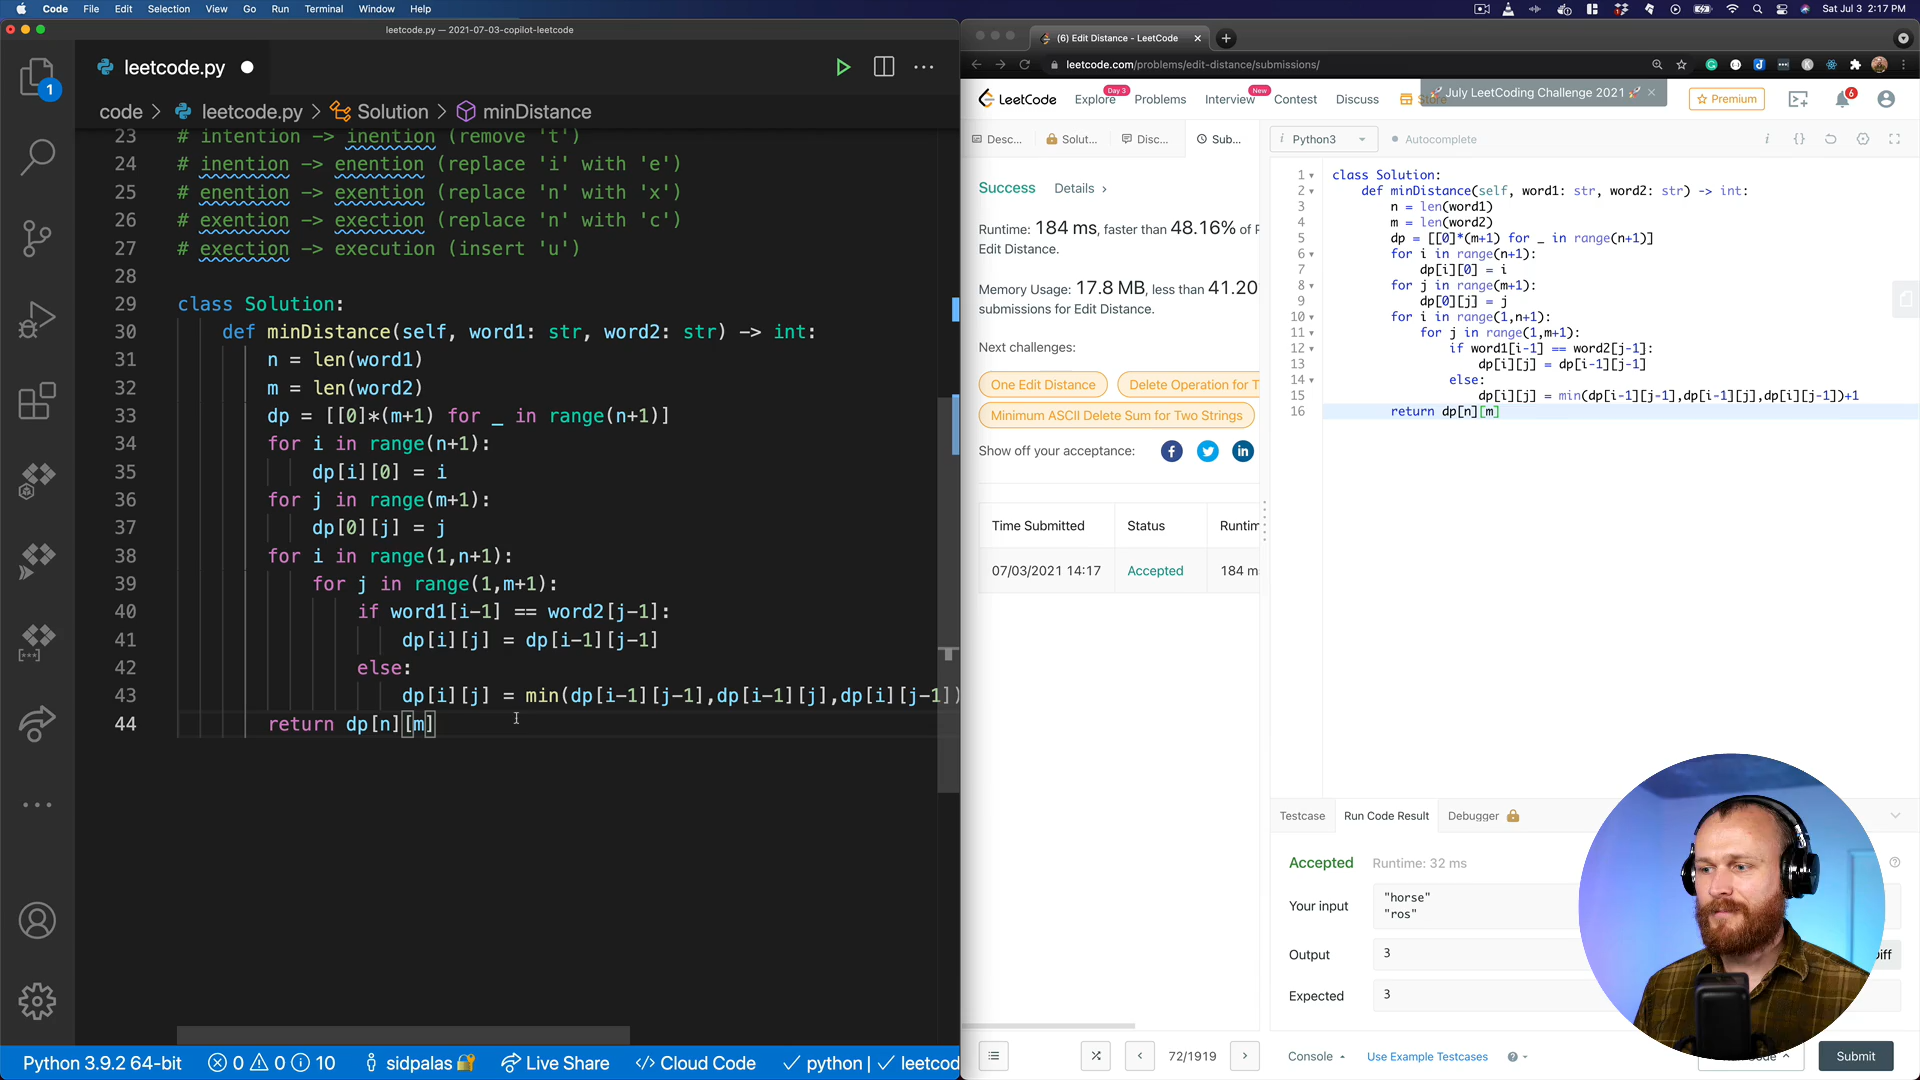 Code File Edit Selection View Go Run Terminal Window Help
Sat Jul 3 2:17 PM
leetcode.py — 2021-07-03-copilot-leetcode
leetcode.py
code > leetcode.py > Solution > minDistance
1
23 # intention -> inention (remove 't')
24 # inention -> enention (replace 'i' with 'e')
25 # enention -> exention (replace 'n' with 'x')
26 # exention -> exection (replace 'n' with 'c')
27 # exection -> execution (insert 'u')
28
29 class Solution:
30 def minDistance(self, word1: str, word2: str) -> int:
31 n = len(word1)
32 m = len(word2)
33 dp = [[0]*(m+1) for _ in range(n+1)]
34 for i in range(n+1):
35 dp[i][0] = i
36 for j in range(m+1):
37 dp[0][j] = j
38 for i in range(1,n+1):
39 for j in range(1,m+1):
40 if word1[i-1] == word2[j-1]:
41 dp[i][j] = dp[i-1][j-1]
42 else:
43 dp[i][j] = min(dp[i-1][j-1],dp[i-1][j],dp[i][j-1])
44 return dp[n][m]
Python 3.9.2 64-bit 0 0 10 sidpalas Live Share Cloud Code python | leetcod
(6) Edit Distance - LeetCode
leetcode.com/problems/edit-distance/submissions/
LeetCode Explore Day 3 Problems Interview New Contest Discuss Store
July LeetCoding Challenge 2021
Premium
6
Desc... Solut... Disc... Sub...
Python3 Autocomplete
Success Details >
Runtime: 184 ms, faster than 48.16% of
Edit Distance.
Memory Usage: 17.8 MB, less than 41.20
submissions for Edit Distance.
Next challenges:
One Edit Distance Delete Operation for T
Minimum ASCII Delete Sum for Two Strings
Show off your acceptance:
Time Submitted Status Runtim
07/03/2021 14:17 Accepted 184 m
1 class Solution:
2 def minDistance(self, word1: str, word2: str) -> int:
3 n = len(word1)
4 m = len(word2)
5 dp = [[0]*(m+1) for _ in range(n+1)]
6 for i in range(n+1):
7 dp[i][0] = i
8 for j in range(m+1):
9 dp[0][j] = j
10 for i in range(1,n+1):
11 for j in range(1,m+1):
12 if word1[i-1] == word2[j-1]:
13 dp[i][j] = dp[i-1][j-1]
14 else:
15 dp[i][j] = min(dp[i-1][j-1],dp[i-1][j],dp[i][j-1])+1
16 return dp[n][m]
Testcase Run Code Result Debugger
Accepted Runtime: 32 ms
Your input "horse"
"ros"
Output 3
iff
Expected 3
72/1919
Console Use Example Testcases
Submit